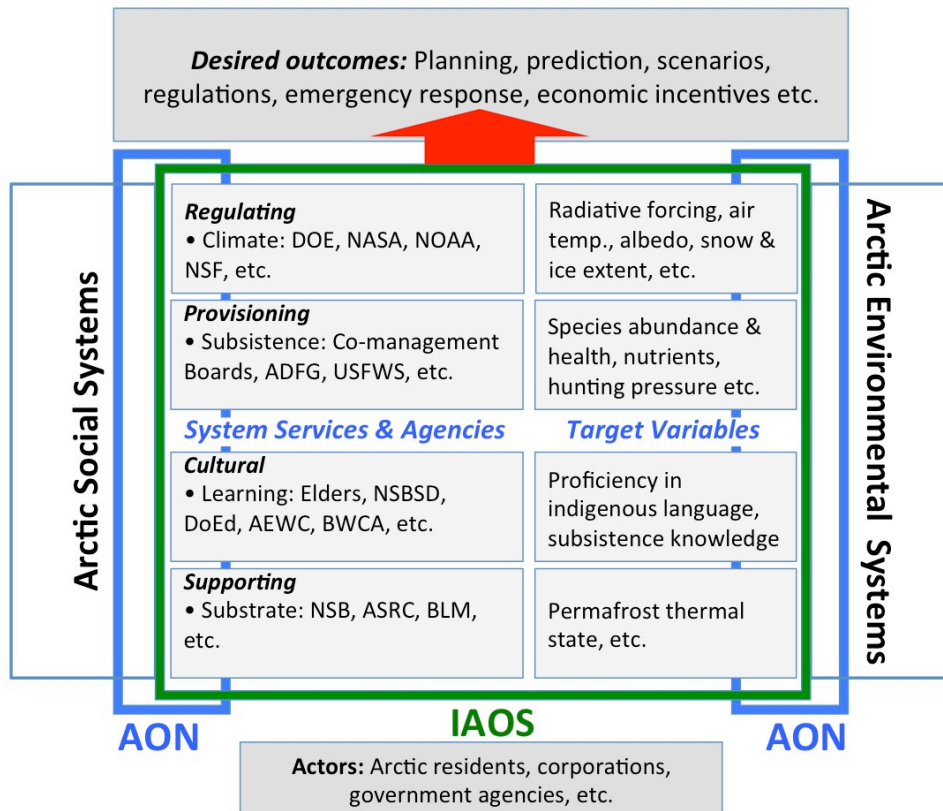 Desired outcomes: Planning, prediction, scenarios,
regulations, emergency response, economic incentives etc.
Arctic Social Systems
Regulating
• Climate: DOE, NASA, NOAA,
NSF, etc.
Radiative forcing, air
temp., albedo, snow &
ice extent, etc.
Provisioning
• Subsistence: Co-management
Boards, ADFG, USFWS, etc.
Species abundance &
health, nutrients,
hunting pressure etc.
System Services & Agencies
Target Variables
Cultural
• Learning: Elders, NSBSD,
DoEd, AEWC, BWCA, etc.
Proficiency in
indigenous language,
subsistence knowledge
Supporting
• Substrate: NSB, ASRC, BLM,
etc.
Permafrost thermal
state, etc.
Arctic Environmental Systems
AON
IAOS
AON
Actors: Arctic residents, corporations,
government agencies, etc.